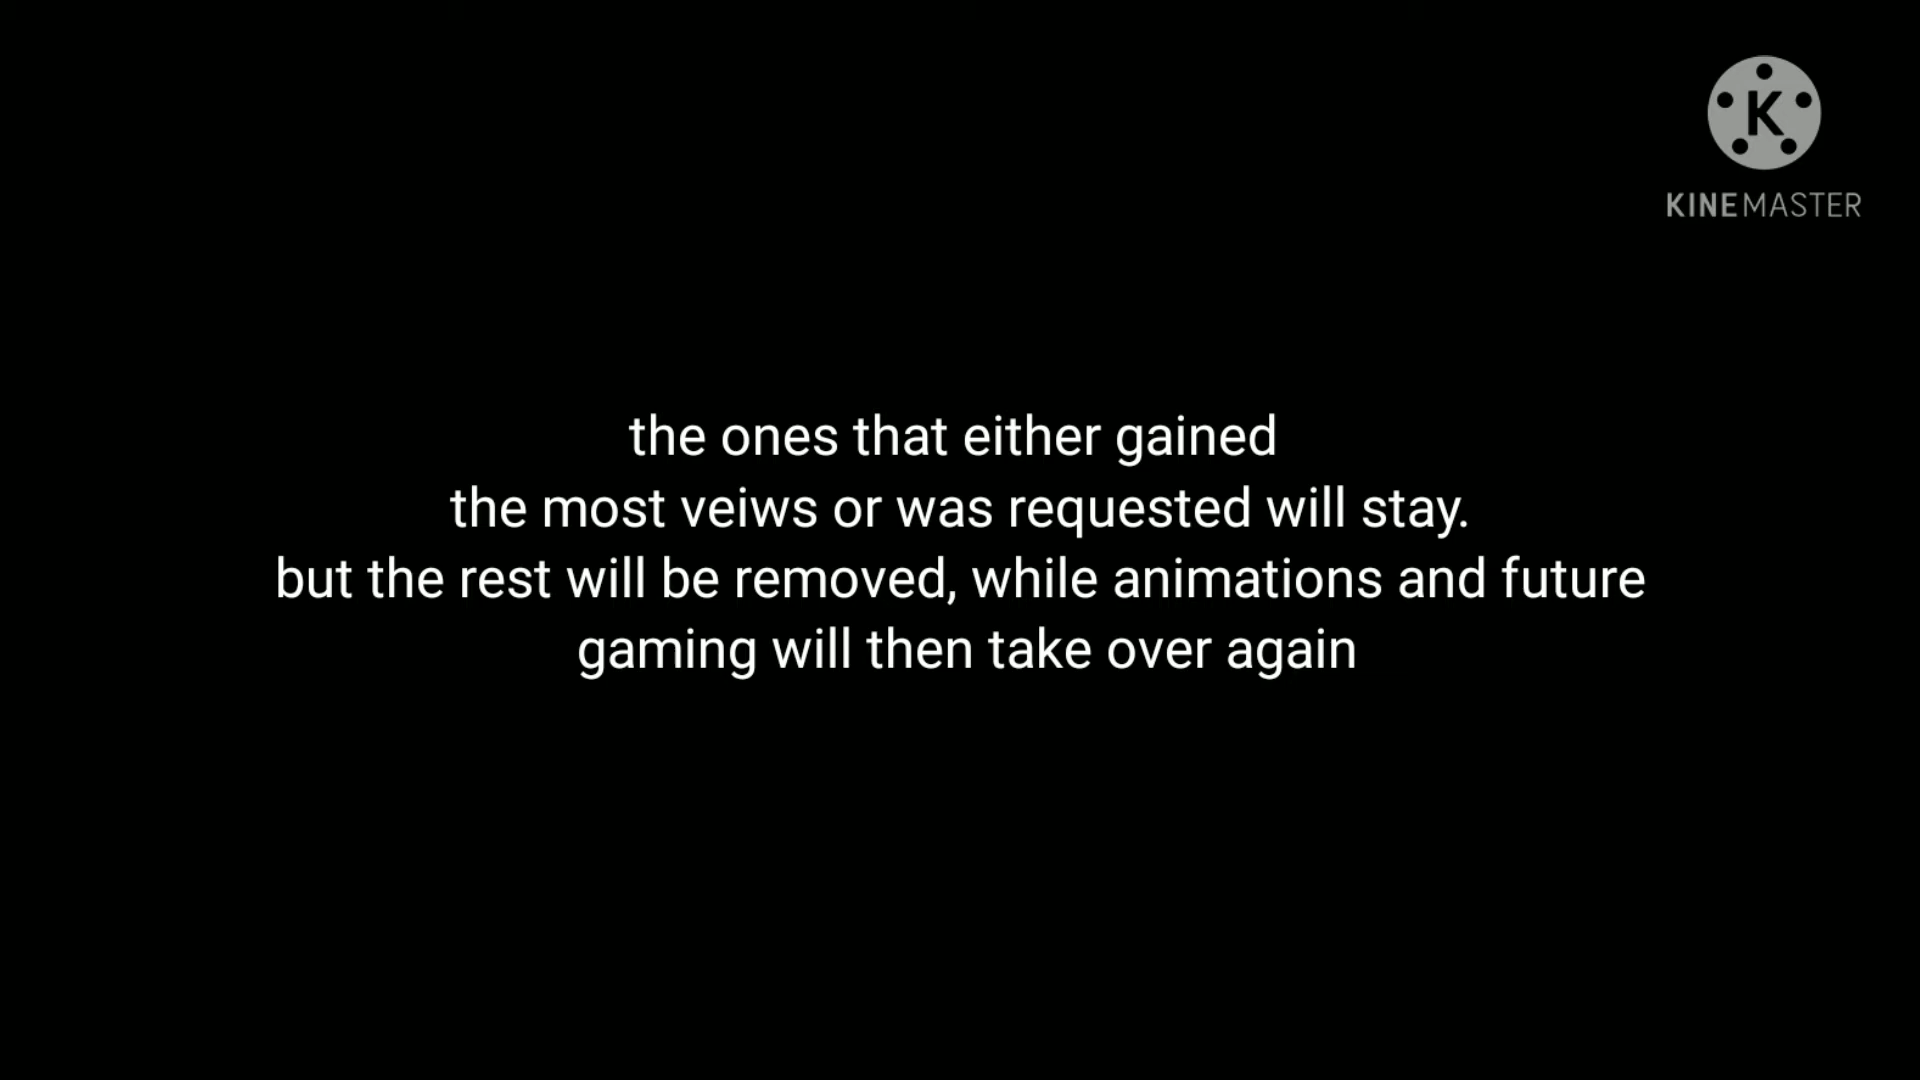 K
KINEMASTER
the ones that either gained
the most veiws or was requested will stay.
but the rest will be removed, while animations and future
gaming will then take over again